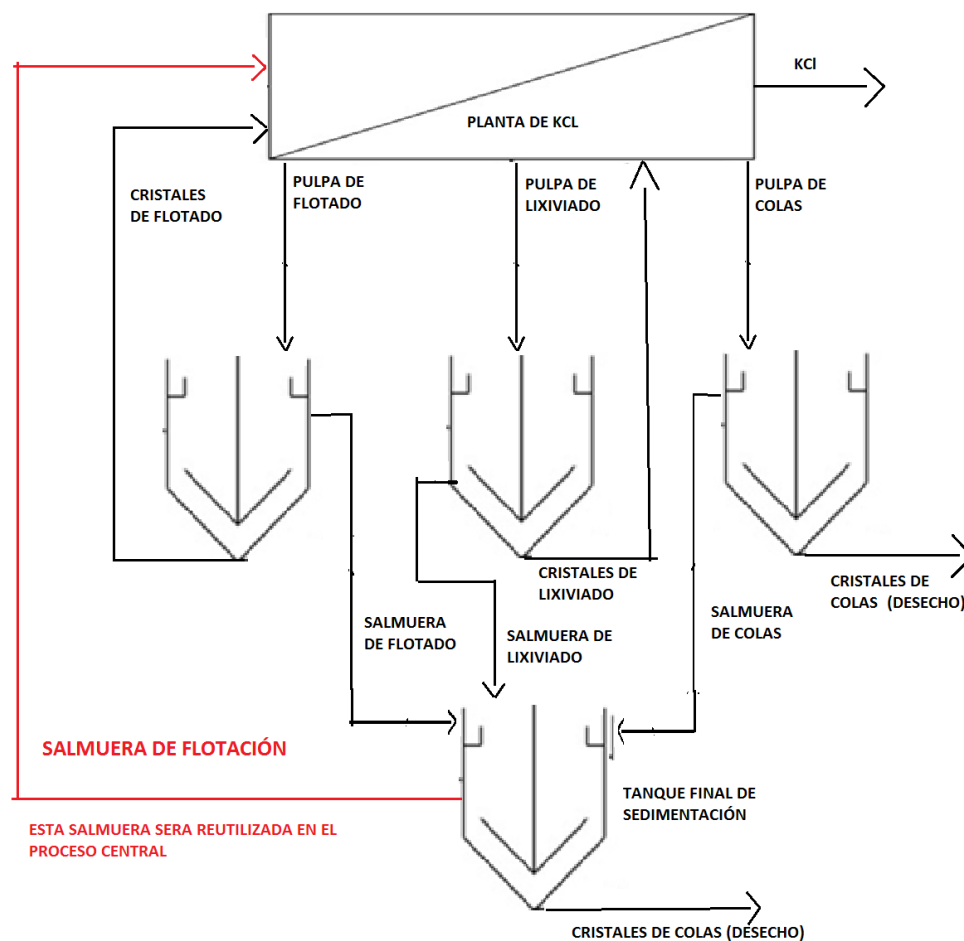 KCl
PLANTA DE KCL
CRISTALES
DE FLOTADO
PULPA DE
FLOTADO
PULPA DE
LIXIVIADO
PULPA DE
COLAS
CRISTALES DE
LIXIVIADO
CRISTALES DE
COLAS (DESECHO)
SALMUERA
DE FLOTADO
SALMUERA DE
LIXIVIADO
SALMUERA
DE COLAS
SALMUERA DE FLOTACIÓN
TANQUE FINAL DE
SEDIMENTACIÓN
ESTA SALMUERA SERA REUTILIZADA EN EL
PROCESO CENTRAL
CRISTALES DE COLAS (DESECHO)